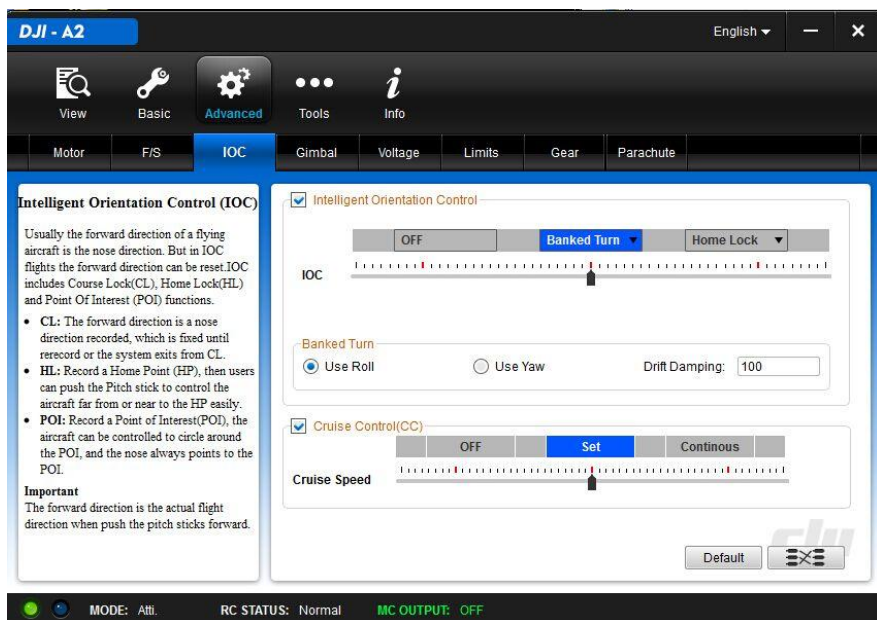 DJI - A2
English
View
Basic
Advanced
Tools
Info
Motor
F/S
IOC
Gimbal
Voltage
Limits
Gear
Parachute
Intelligent Orientation Control (IOC)
Usually the forward direction of a flying
aircraft is the nose direction. But in IOC
flights the forward direction can be reset.IOC
includes Course Lock(CL), Home Lock(HL)
and Point Of Interest (POI) functions.
• CL: The forward direction is a nose
direction recorded, which is fixed until
rerecord or the system exits from CL.
• HL: Record a Home Point (HP), then users
can push the Pitch stick to control the
aircraft far from or near to the HP easily.
• POI: Record a Point of Interest(POI), the
aircraft can be controlled to circle around
the POI, and the nose always points to the
POI.
Important
The forward direction is the actual flight
direction when push the pitch sticks forward.
Intelligent Orientation Control
OFF
Banked Turn
Home Lock
IOC
Banked Turn
Use Roll
Use Yaw
Drift Damping: 100
Cruise Control(CC)
OFF
Set
Continous
Cruise Speed
Default
MODE: Atti.
RC STATUS: Normal
MC OUTPUT: OFF